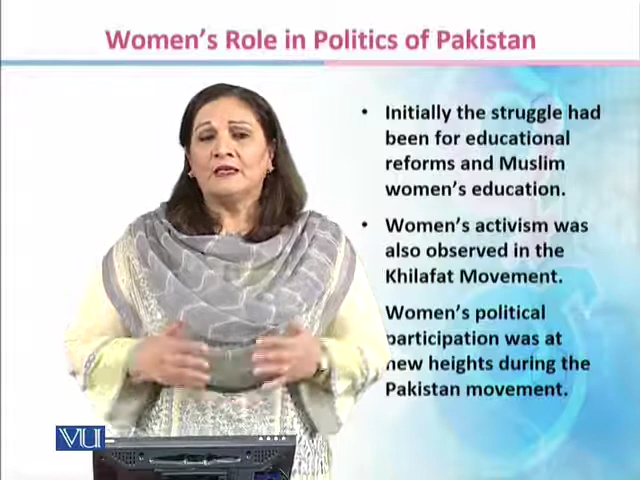 Women's Role in Politics of Pakistan
• Initially the struggle had
been for educational
reforms and Muslim
women's education.
• Women's activism was
also observed in the
Khilafat Movement.
Women's political
participation was at
new heights during the
Pakistan movement.
VU